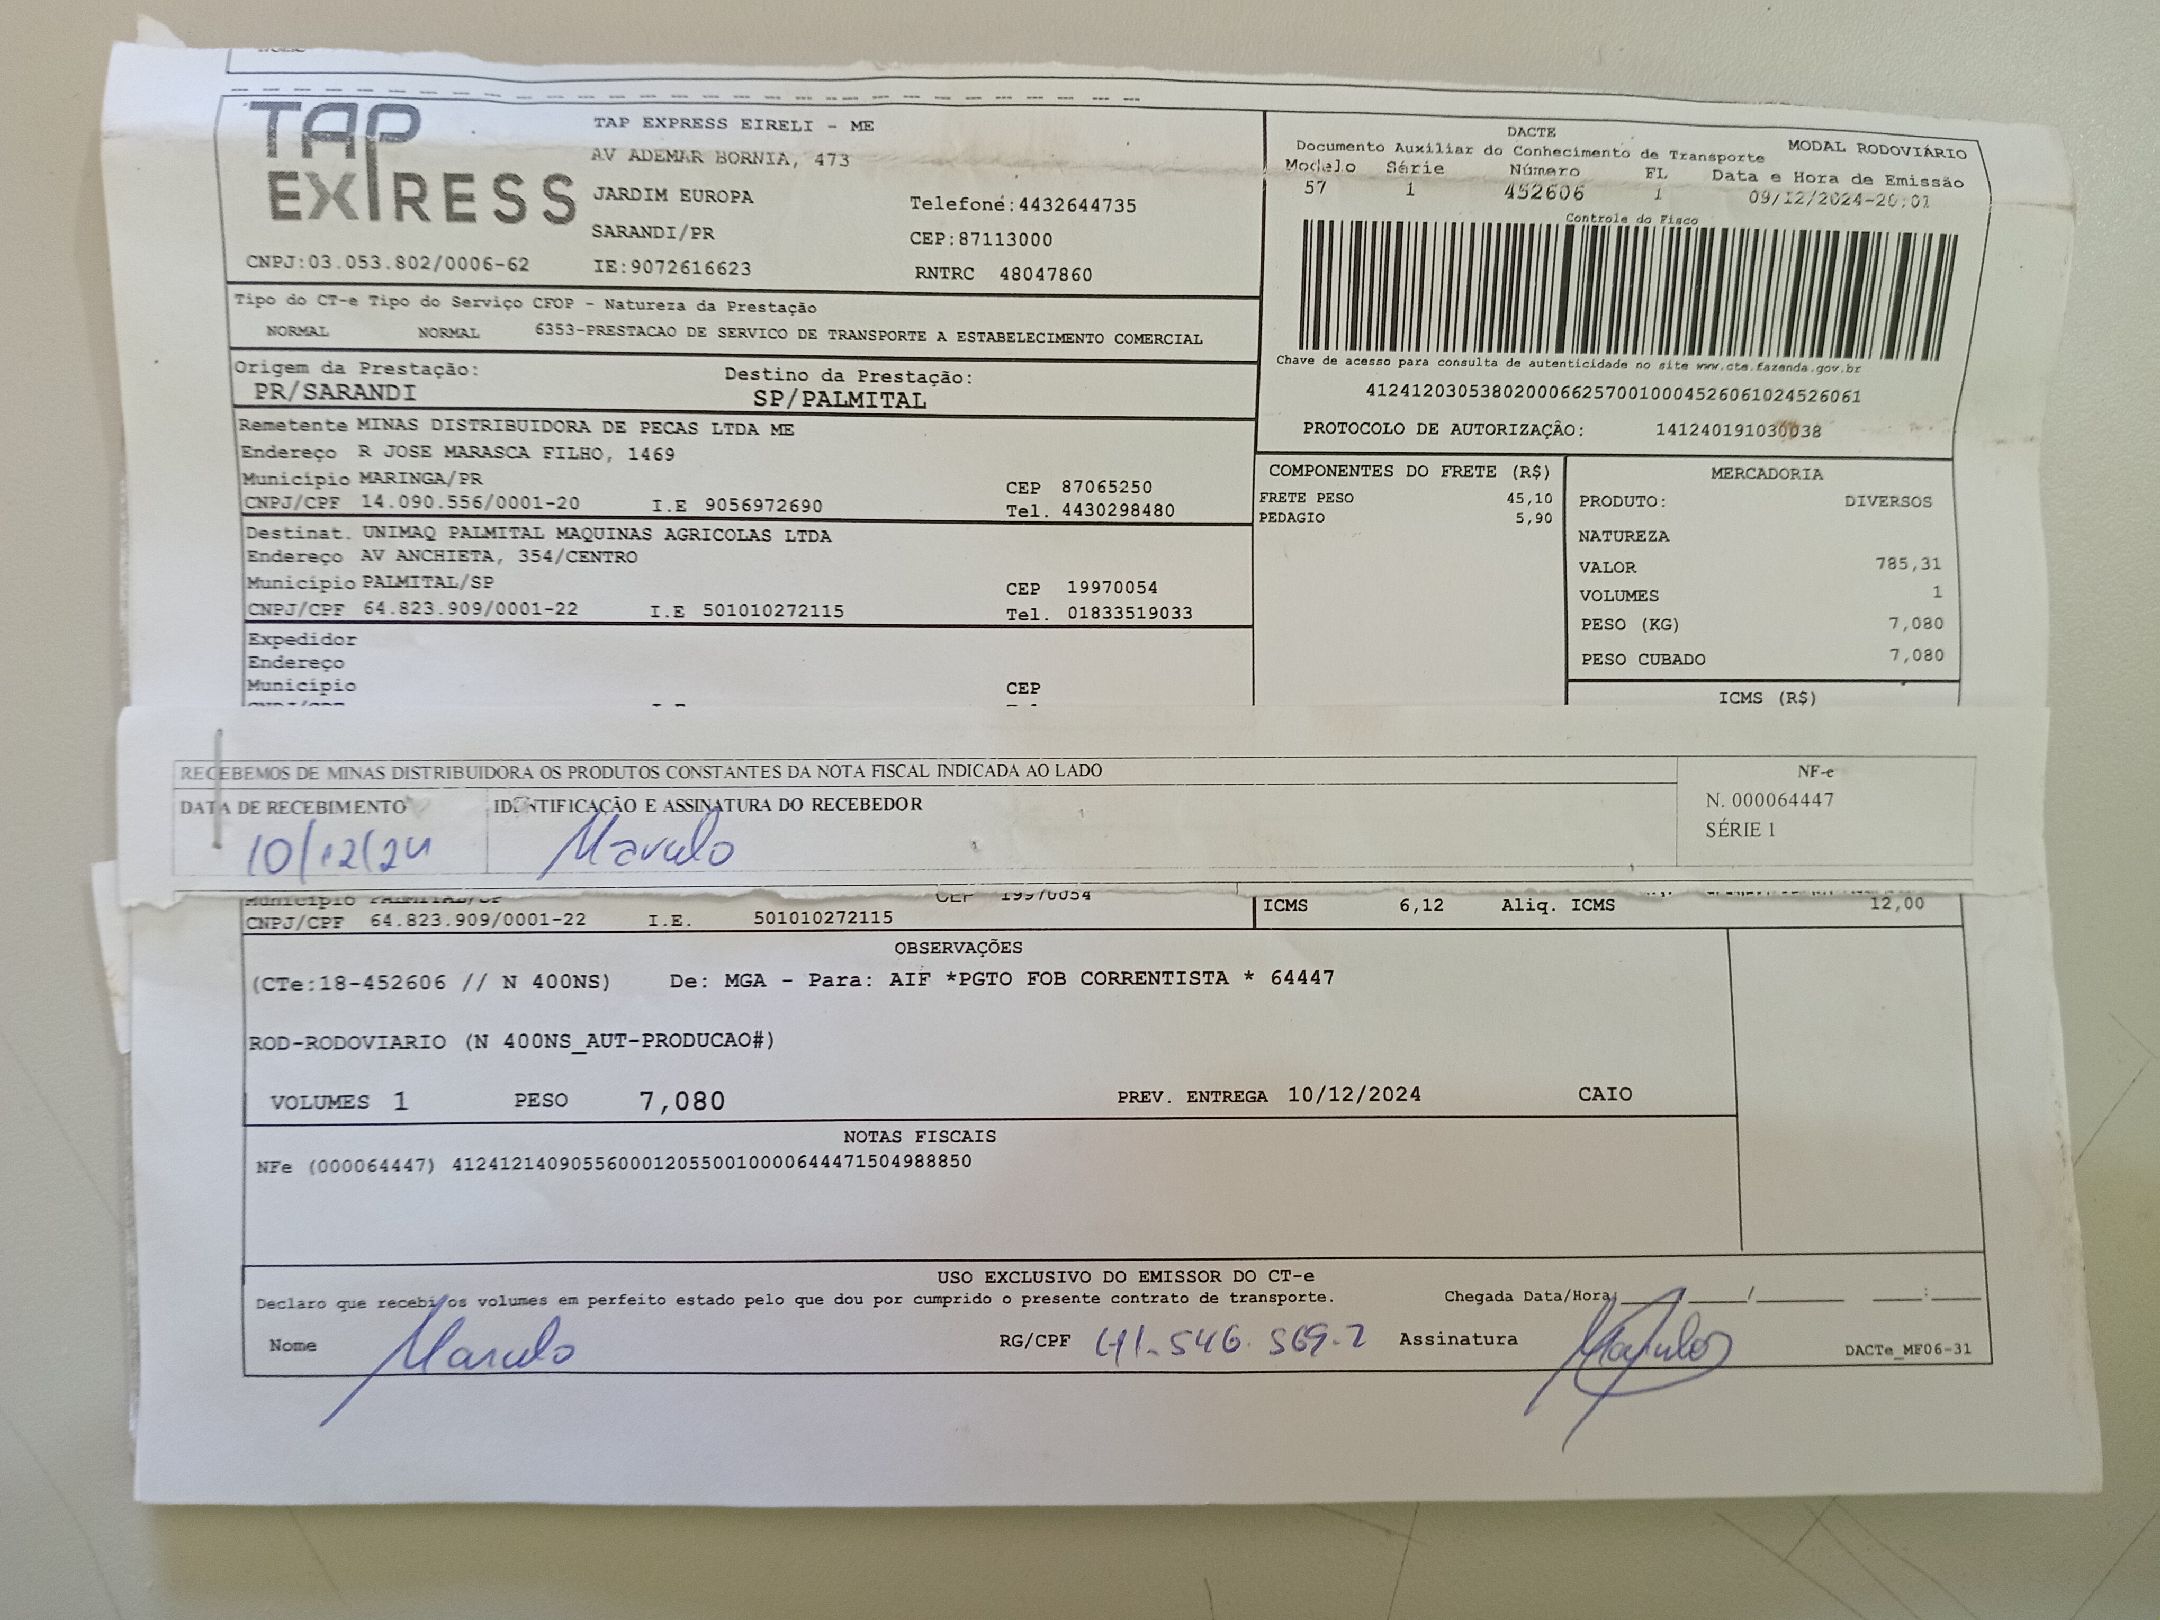 TAP EXPRESS
TAP EXPRESS EIRELI - ME
AV ADEMAR BORNIA, 473
JARDIM EUROPA
Telefone:4432644735
SARANDI/PR
CEP:87113000
CNPJ:03.053.802/0006-62
IE:9072616623
RNTRC 48047860
DACTE
MODAL RODOVIÁRIO
Documento Auxiliar do Conhecimento de Transporte
Modelo Série Número FL Data e Hora de Emissão
57 1 452606 1 09/12/2024-20:01
Controle do Fisco
Chave de acesso para consulta de autenticidade no site www.cte.fazenda.gov.br
41241203053802000662570010004526061024526061
PROTOCOLO DE AUTORIZAÇÃO: 141240191030038
Tipo do CT-e Tipo do Serviço CFOP - Natureza da Prestação
NORMAL NORMAL 6353-PRESTACAO DE SERVICO DE TRANSPORTE A ESTABELECIMENTO COMERCIAL
Origem da Prestação: Destino da Prestação:
PR/SARANDI SP/PALMITAL
Remetente MINAS DISTRIBUIDORA DE PECAS LTDA ME
Endereço R JOSE MARASCA FILHO, 1469
Município MARINGA/PR CEP 87065250
CNPJ/CPF 14.090.556/0001-20 I.E 9056972690 Tel. 4430298480
Destinat. UNIMAQ PALMITAL MAQUINAS AGRICOLAS LTDA
Endereço AV ANCHIETA, 354/CENTRO
Município PALMITAL/SP CEP 19970054
CNPJ/CPF 64.823.909/0001-22 I.E 501010272115 Tel. 01833519033
Expedidor
Endereço
Município CEP
COMPONENTES DO FRETE (R$)
FRETE PESO 45,10
PEDAGIO 5,90
MERCADORIA
PRODUTO: DIVERSOS
NATUREZA
VALOR 785,31
VOLUMES 1
PESO (KG) 7,080
PESO CUBADO 7,080
ICMS (R$)
RECEBEMOS DE MINAS DISTRIBUIDORA OS PRODUTOS CONSTANTES DA NOTA FISCAL INDICADA AO LADO
DATA DE RECEBIMENTO IDENTIFICAÇÃO E ASSINATURA DO RECEBEDOR
10/12/24 Marcelo
NF-e
N. 000064447
SÉRIE 1
Município PALMITAL/SP CEP 19970054
CNPJ/CPF 64.823.909/0001-22 I.E. 501010272115
ICMS 6,12 Aliq. ICMS 12,00
OBSERVAÇÕES
(CTe:18-452606 // N 400NS) De: MGA - Para: AIF *PGTO FOB CORRENTISTA * 64447
ROD-RODOVIARIO (N 400NS_AUT-PRODUCAO#)
VOLUMES 1 PESO 7,080 PREV. ENTREGA 10/12/2024 CAIO
NOTAS FISCAIS
NFe (000064447) 41241214090556000120550010000644471504988850
USO EXCLUSIVO DO EMISSOR DO CT-e
Declaro que recebi os volumes em perfeito estado pelo que dou por cumprido o presente contrato de transporte. Chegada Data/Hora
Nome Marcelo RG/CPF 41.546.569-2 Assinatura DACTe_MF06-31